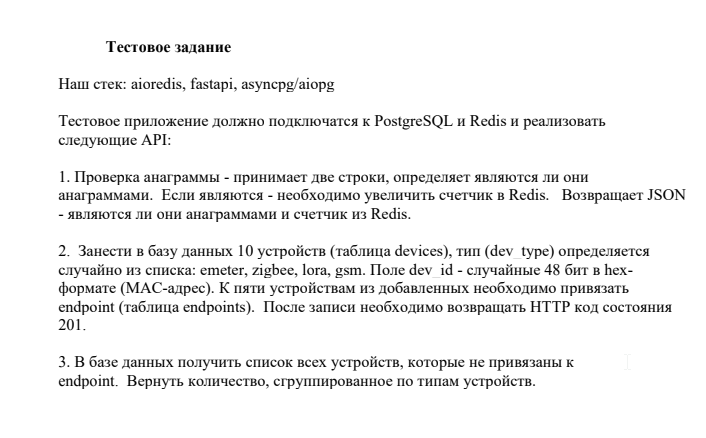 Тестовое задание
Наш стек: aioredis, fastapi, asyncpg/aiopg
Тестовое приложение должно подключатся к PostgreSQL и Redis и реализовать
следующие API:
1. Проверка анаграммы - принимает две строки, определяет являются ли они
анаграммами.  Если являются - необходимо увеличить счетчик в Redis.   Возвращает JSON
- являются ли они анаграммами и счетчик из Redis.
2.  Занести в базу данных 10 устройств (таблица devices), тип (dev_type) определяется
случайно из списка: emeter, zigbee, lora, gsm. Поле dev_id - случайные 48 бит в hex-
формате (MAC-адрес). К пяти устройствам из добавленных необходимо привязать
endpoint (таблица endpoints).  После записи необходимо возвращать HTTP код состояния
201.
3. В базе данных получить список всех устройств, которые не привязаны к
endpoint.  Вернуть количество, сгруппированное по типам устройств.